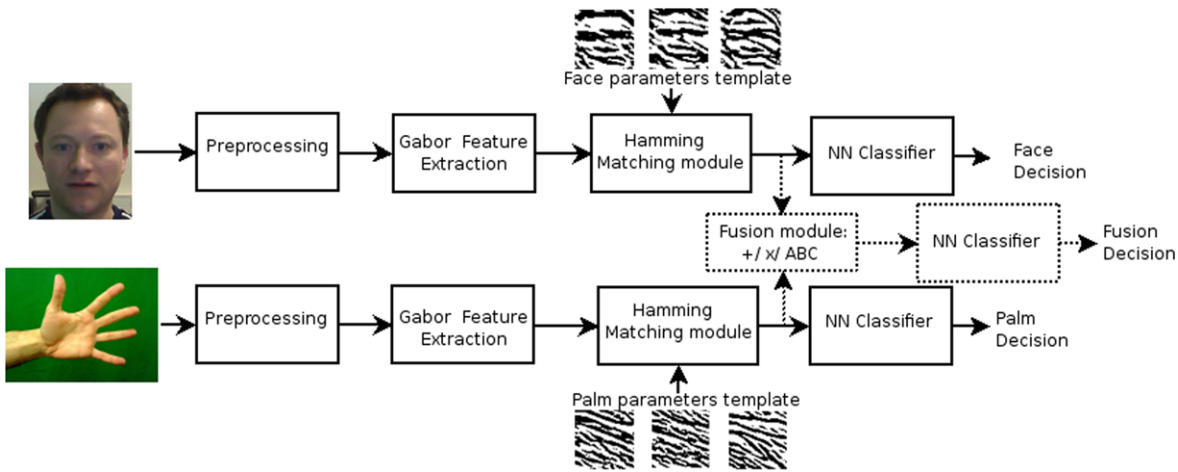 Face parameters template
Preprocessing
Gabor Feature
Extraction
Hamming
Matching module
NN Classifier
Face
Decision
Fusion module:
+/ x/ ABC
NN Classifier
Fusion
Decision
Preprocessing
Gabor Feature
Extraction
Hamming
Matching module
NN Classifier
Palm
Decision
Palm parameters template